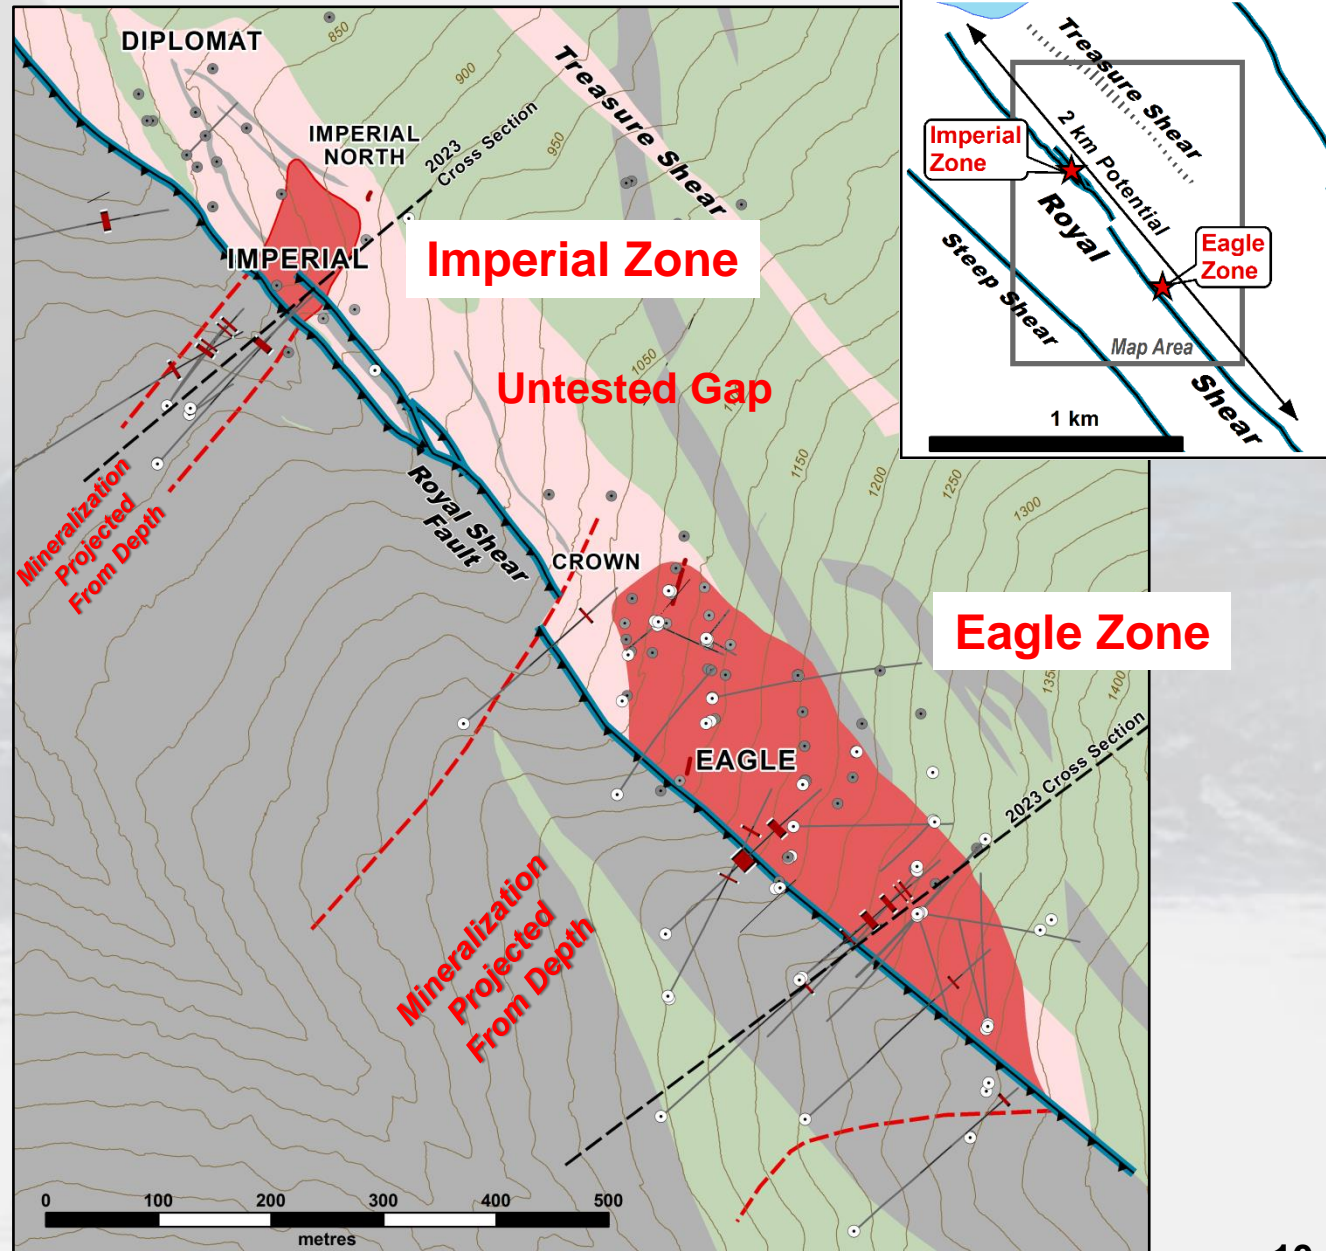 DIPLOMAT
850
900
950
Treasure Shear
IMPERIAL
NORTH
2023
Cross Section
IMPERIAL
Imperial Zone
Untested Gap
1050
1150
1200
1250
1300
1400
Mineralization
Projected
From Depth
Royal Shear
Fault
CROWN
Eagle Zone
EAGLE
2023 Cross Section
Mineralization
Projected
From Depth
0 100 200 300 400 500
metres
Treasure Shear
2 km Potential
Imperial
Zone
Royal
Shear
Steep Shear
Eagle
Zone
Map Area
1 km